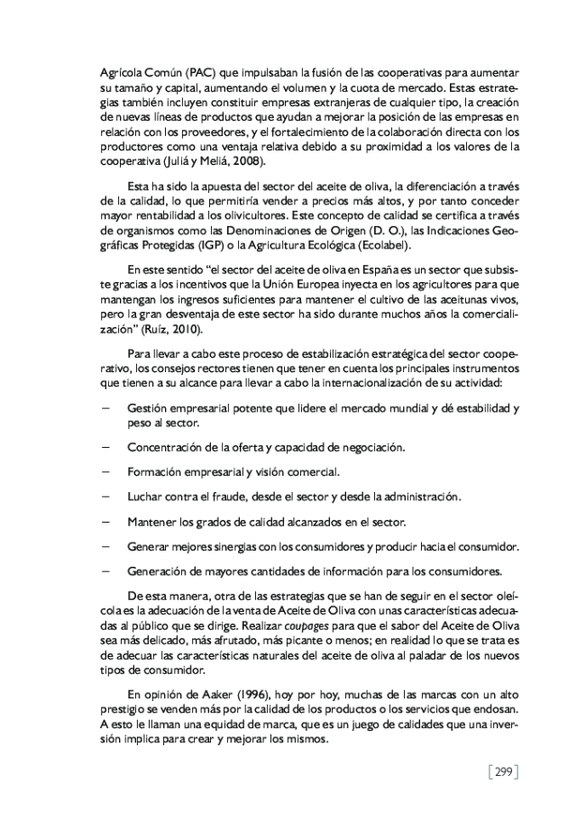 Agrícola Común (PAC) que impulsaban la fusión de las cooperativas para aumentar
su tamaño y capital, aumentando el volumen y la cuota de mercado. Estas estrate-
gias también incluyen constituir empresas extranjeras de cualquier tipo, la creación
de nuevas líneas de productos que ayudan a mejorar la posición de las empresas en
relación con los proveedores, y el fortalecimiento de la colaboración directa con los
productores como una ventaja relativa debido a su proximidad a los valores de la
cooperativa (Juliá y Meliá, 2008).
Esta ha sido la apuesta del sector del aceite de oliva, la diferenciación a través
de la calidad, lo que permitiría vender a precios más altos, y por tanto conceder
mayor rentabilidad a los olivicultores. Este concepto de calidad se certifica a través
de organismos como las Denominaciones de Origen (D. O.), las Indicaciones Geo-
gráficas Protegidas (IGP) o la Agricultura Ecológica (Ecolabel).
En este sentido “el sector del aceite de oliva en España es un sector que subsis-
te gracias a los incentivos que la Unión Europea inyecta en los agricultores para que
mantengan los ingresos suficientes para mantener el cultivo de las aceitunas vivos,
pero la gran desventaja de este sector ha sido durante muchos años la comerciali-
zación” (Ruíz, 2010).
Para llevar a cabo este proceso de estabilización estratégica del sector coope-
rativo, los consejos rectores tienen que tener en cuenta los principales instrumentos
que tienen a su alcance para llevar a cabo la internacionalización de su actividad:
– Gestión empresarial potente que lidere el mercado mundial y dé estabilidad y
peso al sector.
– Concentración de la oferta y capacidad de negociación.
– Formación empresarial y visión comercial.
– Luchar contra el fraude, desde el sector y desde la administración.
– Mantener los grados de calidad alcanzados en el sector.
– Generar mejores sinergias con los consumidores y producir hacia el consumidor.
– Generación de mayores cantidades de información para los consumidores.
De esta manera, otra de las estrategias que se han de seguir en el sector oleí-
cola es la adecuación de la venta de Aceite de Oliva con unas características adecua-
das al público que se dirige. Realizar coupages para que el sabor del Aceite de Oliva
sea más delicado, más afrutado, más picante o menos; en realidad lo que se trata es
de adecuar las características naturales del aceite de oliva al paladar de los nuevos
tipos de consumidor.
En opinión de Aaker (1996), hoy por hoy, muchas de las marcas con un alto
prestigio se venden más por la calidad de los productos o los servicios que endosan.
A esto le llaman una equidad de marca, que es un juego de calidades que una inver-
sión implica para crear y mejorar los mismos.
[299]